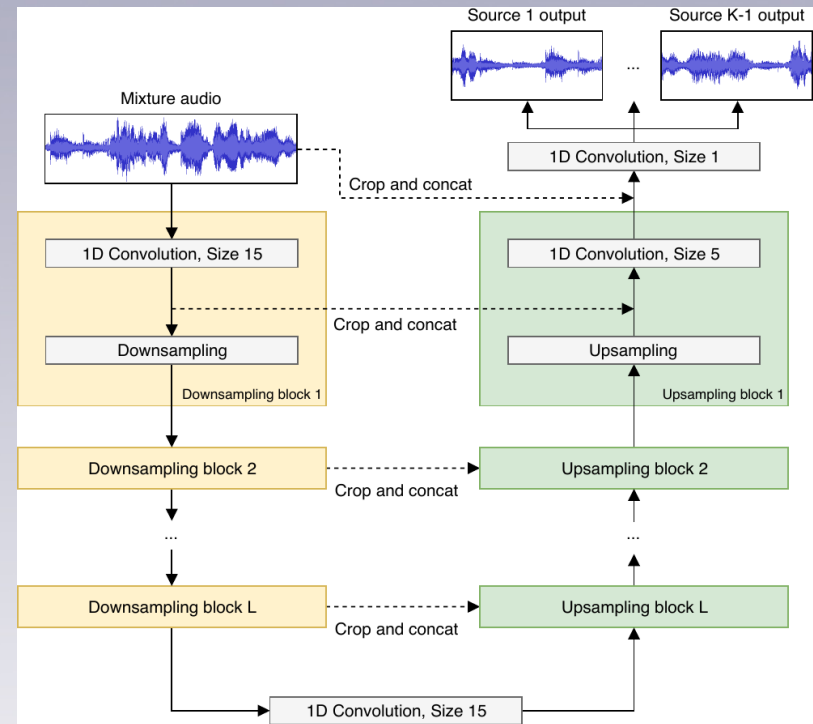 Source 1 output
Source K-1 output
...
Mixture audio
1D Convolution, Size 1
Crop and concat
1D Convolution, Size 15
1D Convolution, Size 5
Crop and concat
Downsampling
Upsampling
Downsampling block 1
Upsampling block 1
Downsampling block 2
Upsampling block 2
Crop and concat
...
...
Downsampling block L
Upsampling block L
Crop and concat
1D Convolution, Size 15